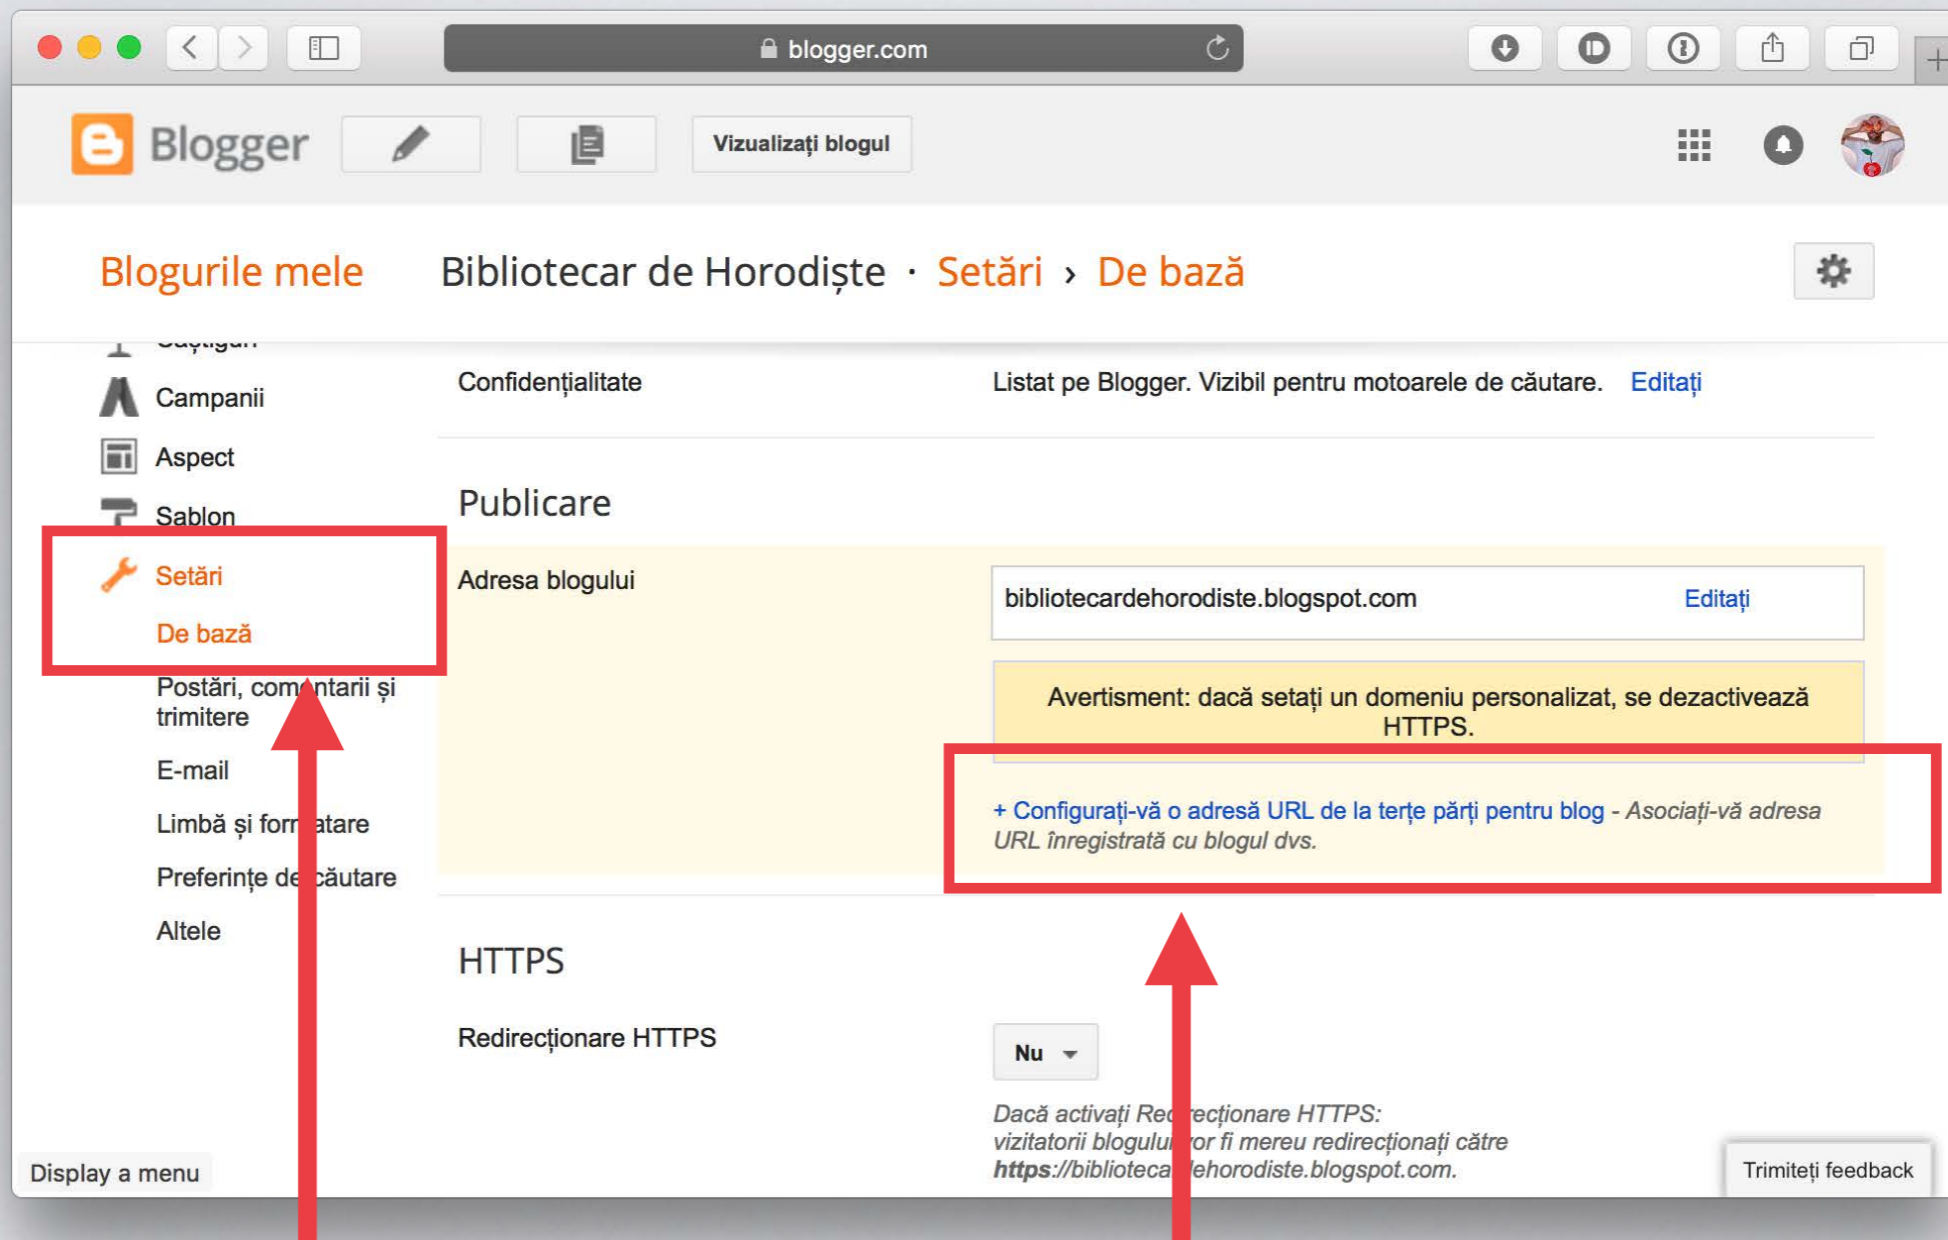 blogger.com
Blogger
Vizualizați blogul
Blogurile mele
Bibliotecar de Horodiște · Setări › De bază
Campanii
Aspect
Șablon
Setări
De bază
Postări, comentarii și
trimitere
E-mail
Limbă și formatare
Preferințe de căutare
Altele
Confidențialitate
Listat pe Blogger. Vizibil pentru motoarele de căutare. Editați
Publicare
Adresa blogului
bibliotecardehorodiste.blogspot.com Editați
Avertisment: dacă setați un domeniu personalizat, se dezactivează
HTTPS.
+ Configurați-vă o adresă URL de la terțe părți pentru blog - Asociați-vă adresa
URL înregistrată cu blogul dvs.
HTTPS
Redirecționare HTTPS
Nu
Dacă activați Redirecționare HTTPS:
vizitatorii blogului vor fi mereu redirecționați către
https://bibliotecardehorodiste.blogspot.com.
Display a menu
Trimiteți feedback